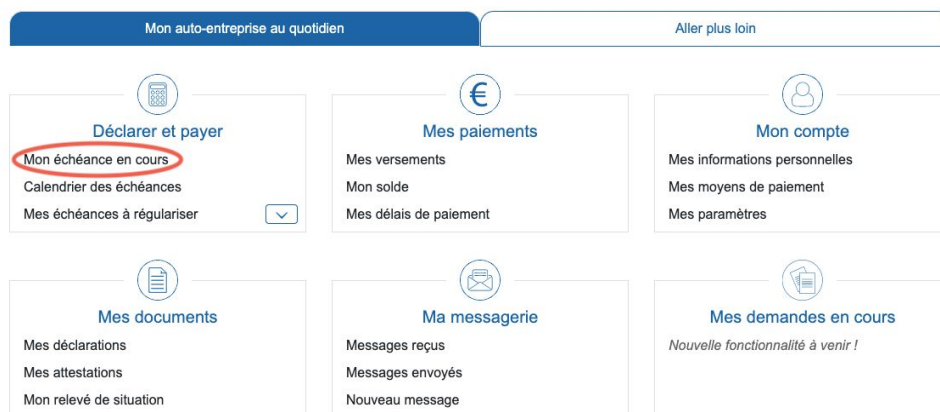 Mon auto-entreprise au quotidien
Aller plus loin
Déclarer et payer
Mon échéance en cours
Calendrier des échéances
Mes échéances à régulariser
€
Mes paiements
Mes versements
Mon solde
Mes délais de paiement
Mon compte
Mes informations personnelles
Mes moyens de paiement
Mes paramètres
Mes documents
Mes déclarations
Mes attestations
Mon relevé de situation
Ma messagerie
Messages reçus
Messages envoyés
Nouveau message
Mes demandes en cours
Nouvelle fonctionnalité à venir !